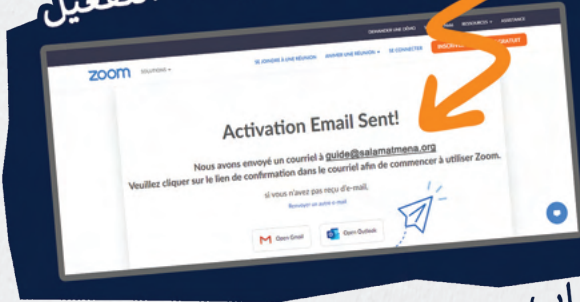 التفعيل
DEMANDER UNE DÉMO RESSOURCES ASSISTANCE
zoom SOLUTIONS SE JOINDRE À UNE RÉUNION ANIMER UNE RÉUNION SE CONNECTER
Activation Email Sent!
Nous avons envoyé un courriel à guide@salamatmena.org
Veuillez cliquer sur le lien de confirmation dans le courriel afin de commencer à utiliser Zoom.
si vous n'avez pas reçu d'e-mail,
Renvoyer un autre e-mail
Open Gmail Open Outlook